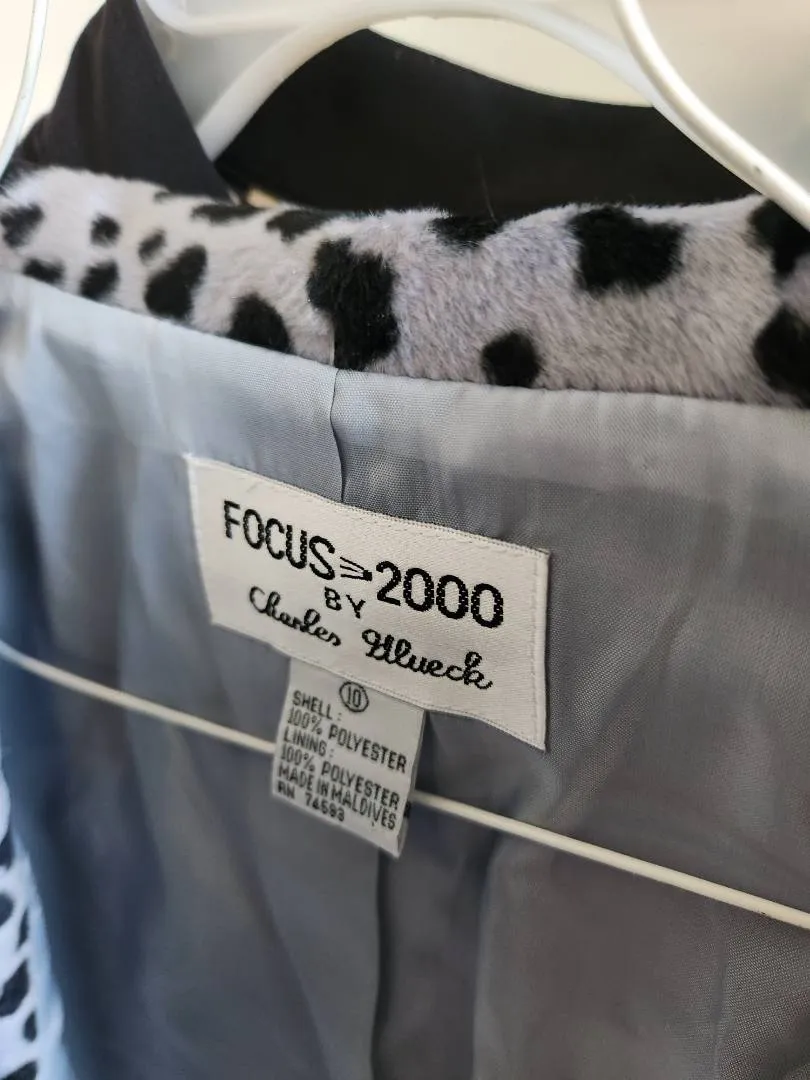 FOCUS 2000
BY
Charles Glueck
10
SHELL:
100% POLYESTER
LINING:
100% POLYESTER
MADE IN MALDIVES
RN 74593